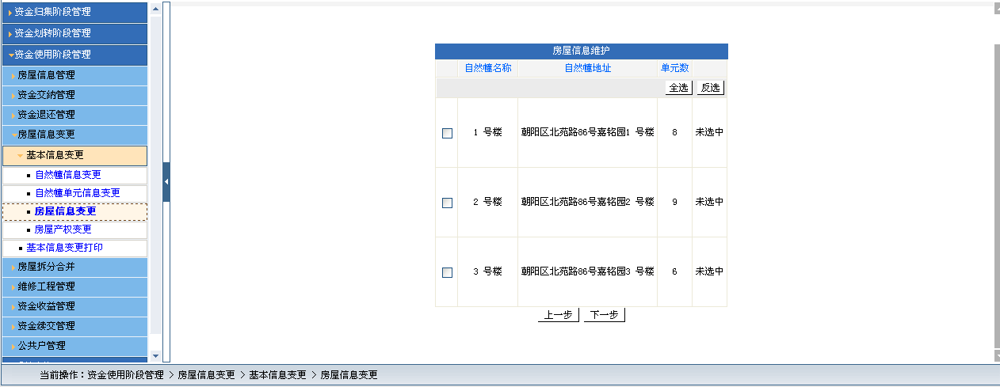 资金归集阶段管理
资金划转阶段管理
资金使用阶段管理
房屋信息管理
资金交纳管理
资金退还管理
房屋信息变更
基本信息变更
自然幢信息变更
自然幢单元信息变更
房屋信息变更
房屋产权变更
基本信息变更打印
房屋拆分合并
维修工程管理
资金收益管理
资金续交管理
公共户管理
房屋信息维护
自然幢名称 自然幢地址 单元数
全选 反选
1 号楼 朝阳区北苑路86号嘉铭园1 号楼 8 未选中
2 号楼 朝阳区北苑路86号嘉铭园2 号楼 9 未选中
3 号楼 朝阳区北苑路86号嘉铭园3 号楼 6 未选中
上一步 下一步
当前操作：资金使用阶段管理 > 房屋信息变更 > 基本信息变更 > 房屋信息变更